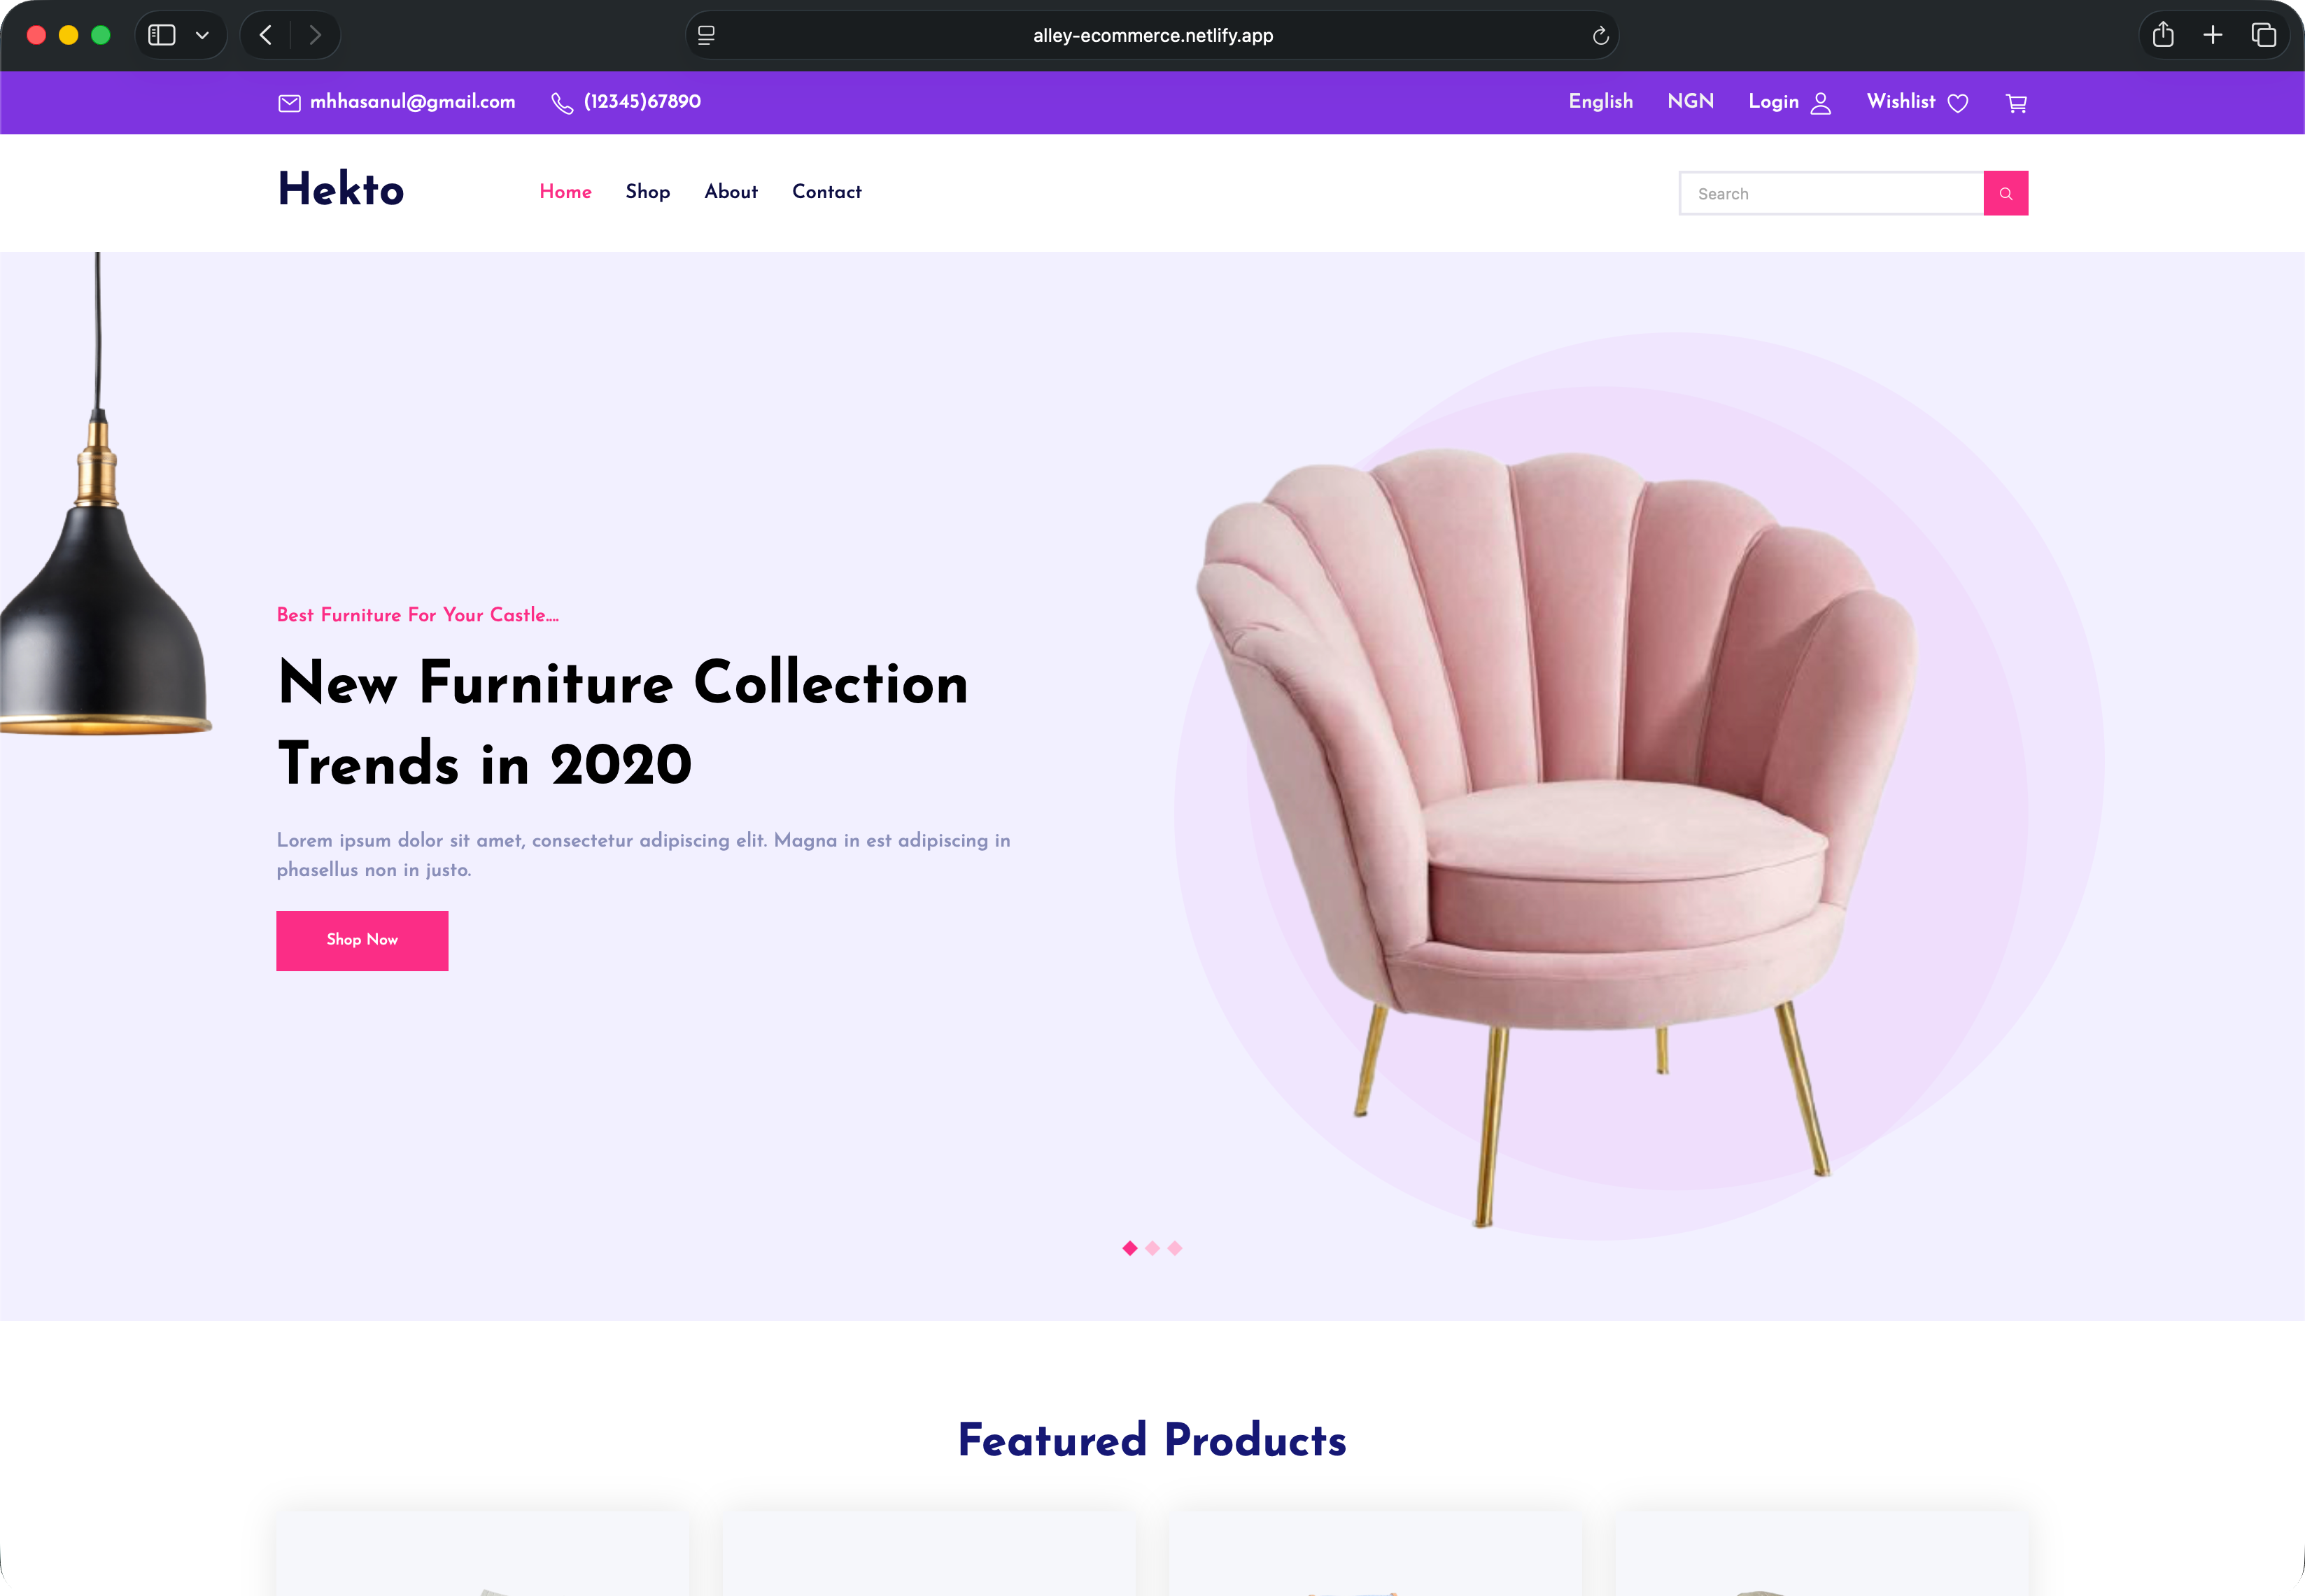 alley-ecommerce.netlify.app
mhhasanul@gmail.com (12345)67890 English NGN Login Wishlist
Hekto Home Shop About Contact Search
Best Furniture For Your Castle....
New Furniture Collection
Trends in 2020
Lorem ipsum dolor sit amet, consectetur adipiscing elit. Magna in est adipiscing in
phasellus non in justo.
Shop Now
Featured Products